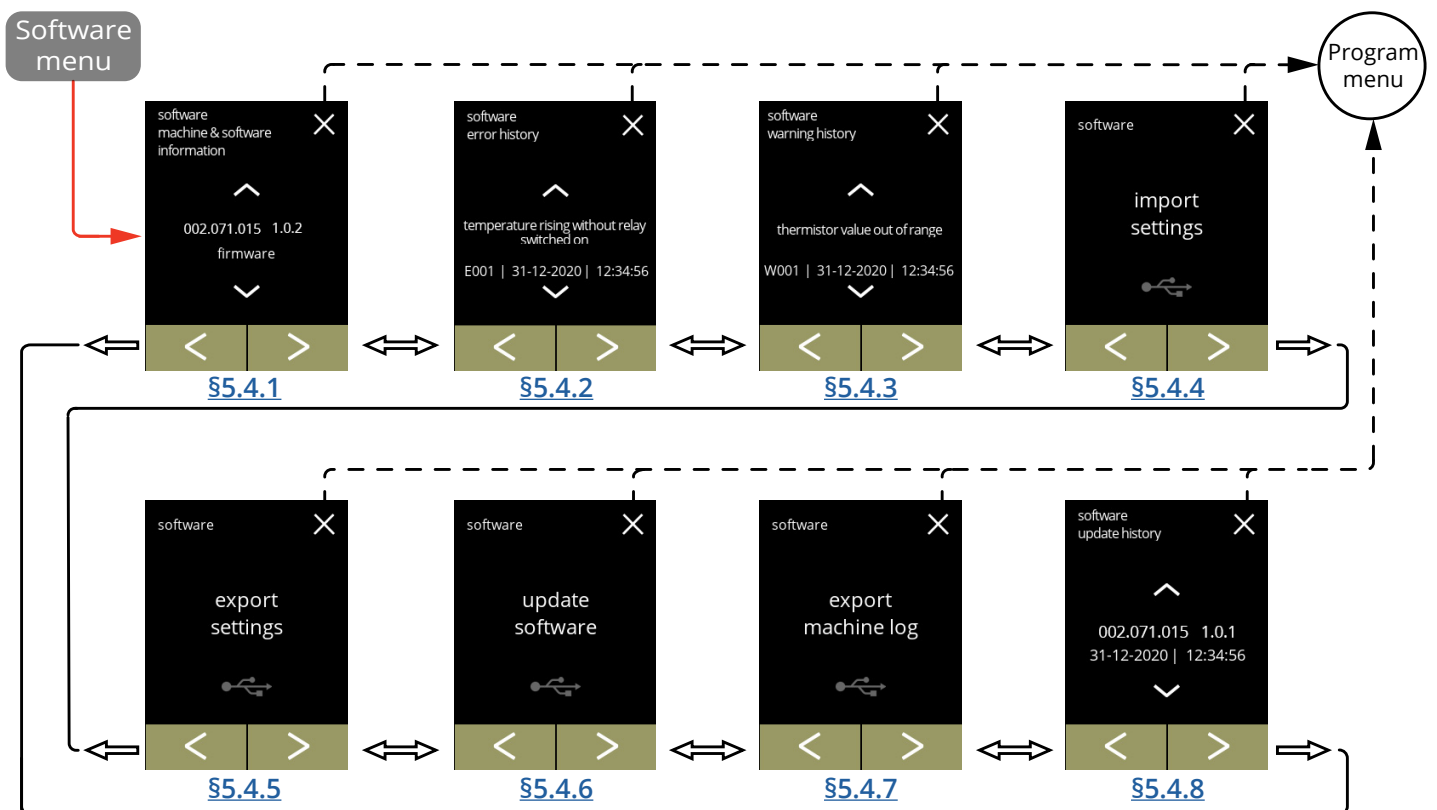 Software
menu
Program
menu
software
machine & software
information
002.071.015 1.0.2
firmware
§5.4.1
software
error history
temperature rising without relay
switched on
E001 | 31-12-2020 | 12:34:56
§5.4.2
software
warning history
thermistor value out of range
W001 | 31-12-2020 | 12:34:56
§5.4.3
software
import
settings
§5.4.4
software
export
settings
§5.4.5
software
update
software
§5.4.6
software
export
machine log
§5.4.7
software
update history
002.071.015 1.0.1
31-12-2020 | 12:34:56
§5.4.8